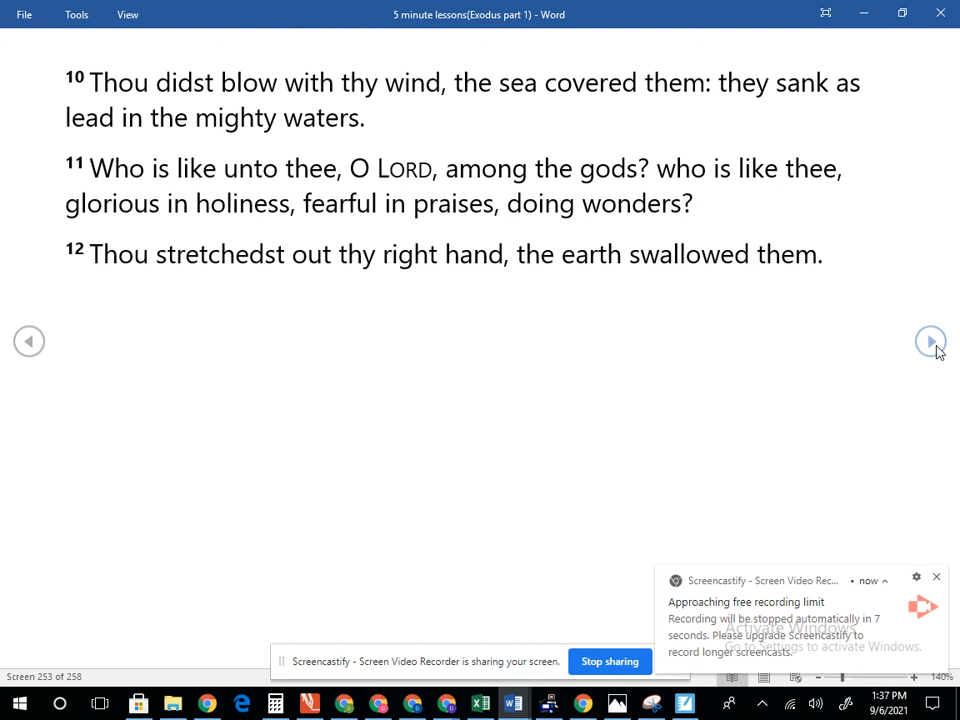 File Tools View 5 minute lessons(Exodus part 1) - Word
10 Thou didst blow with thy wind, the sea covered them: they sank as
lead in the mighty waters.
11 Who is like unto thee, O LORD, among the gods? who is like thee,
glorious in holiness, fearful in praises, doing wonders?
12 Thou stretchedst out thy right hand, the earth swallowed them.
Screencastify - Screen Video Rec... • now
Approaching free recording limit
Recording will be stopped automatically in 7
seconds. Please upgrade Screencastify to
record longer screencasts.
Activate Windows
Go to Settings to activate Windows.
Screencastify - Screen Video Recorder is sharing your screen. Stop sharing
Screen 253 of 258 140%
1:37 PM
9/6/2021